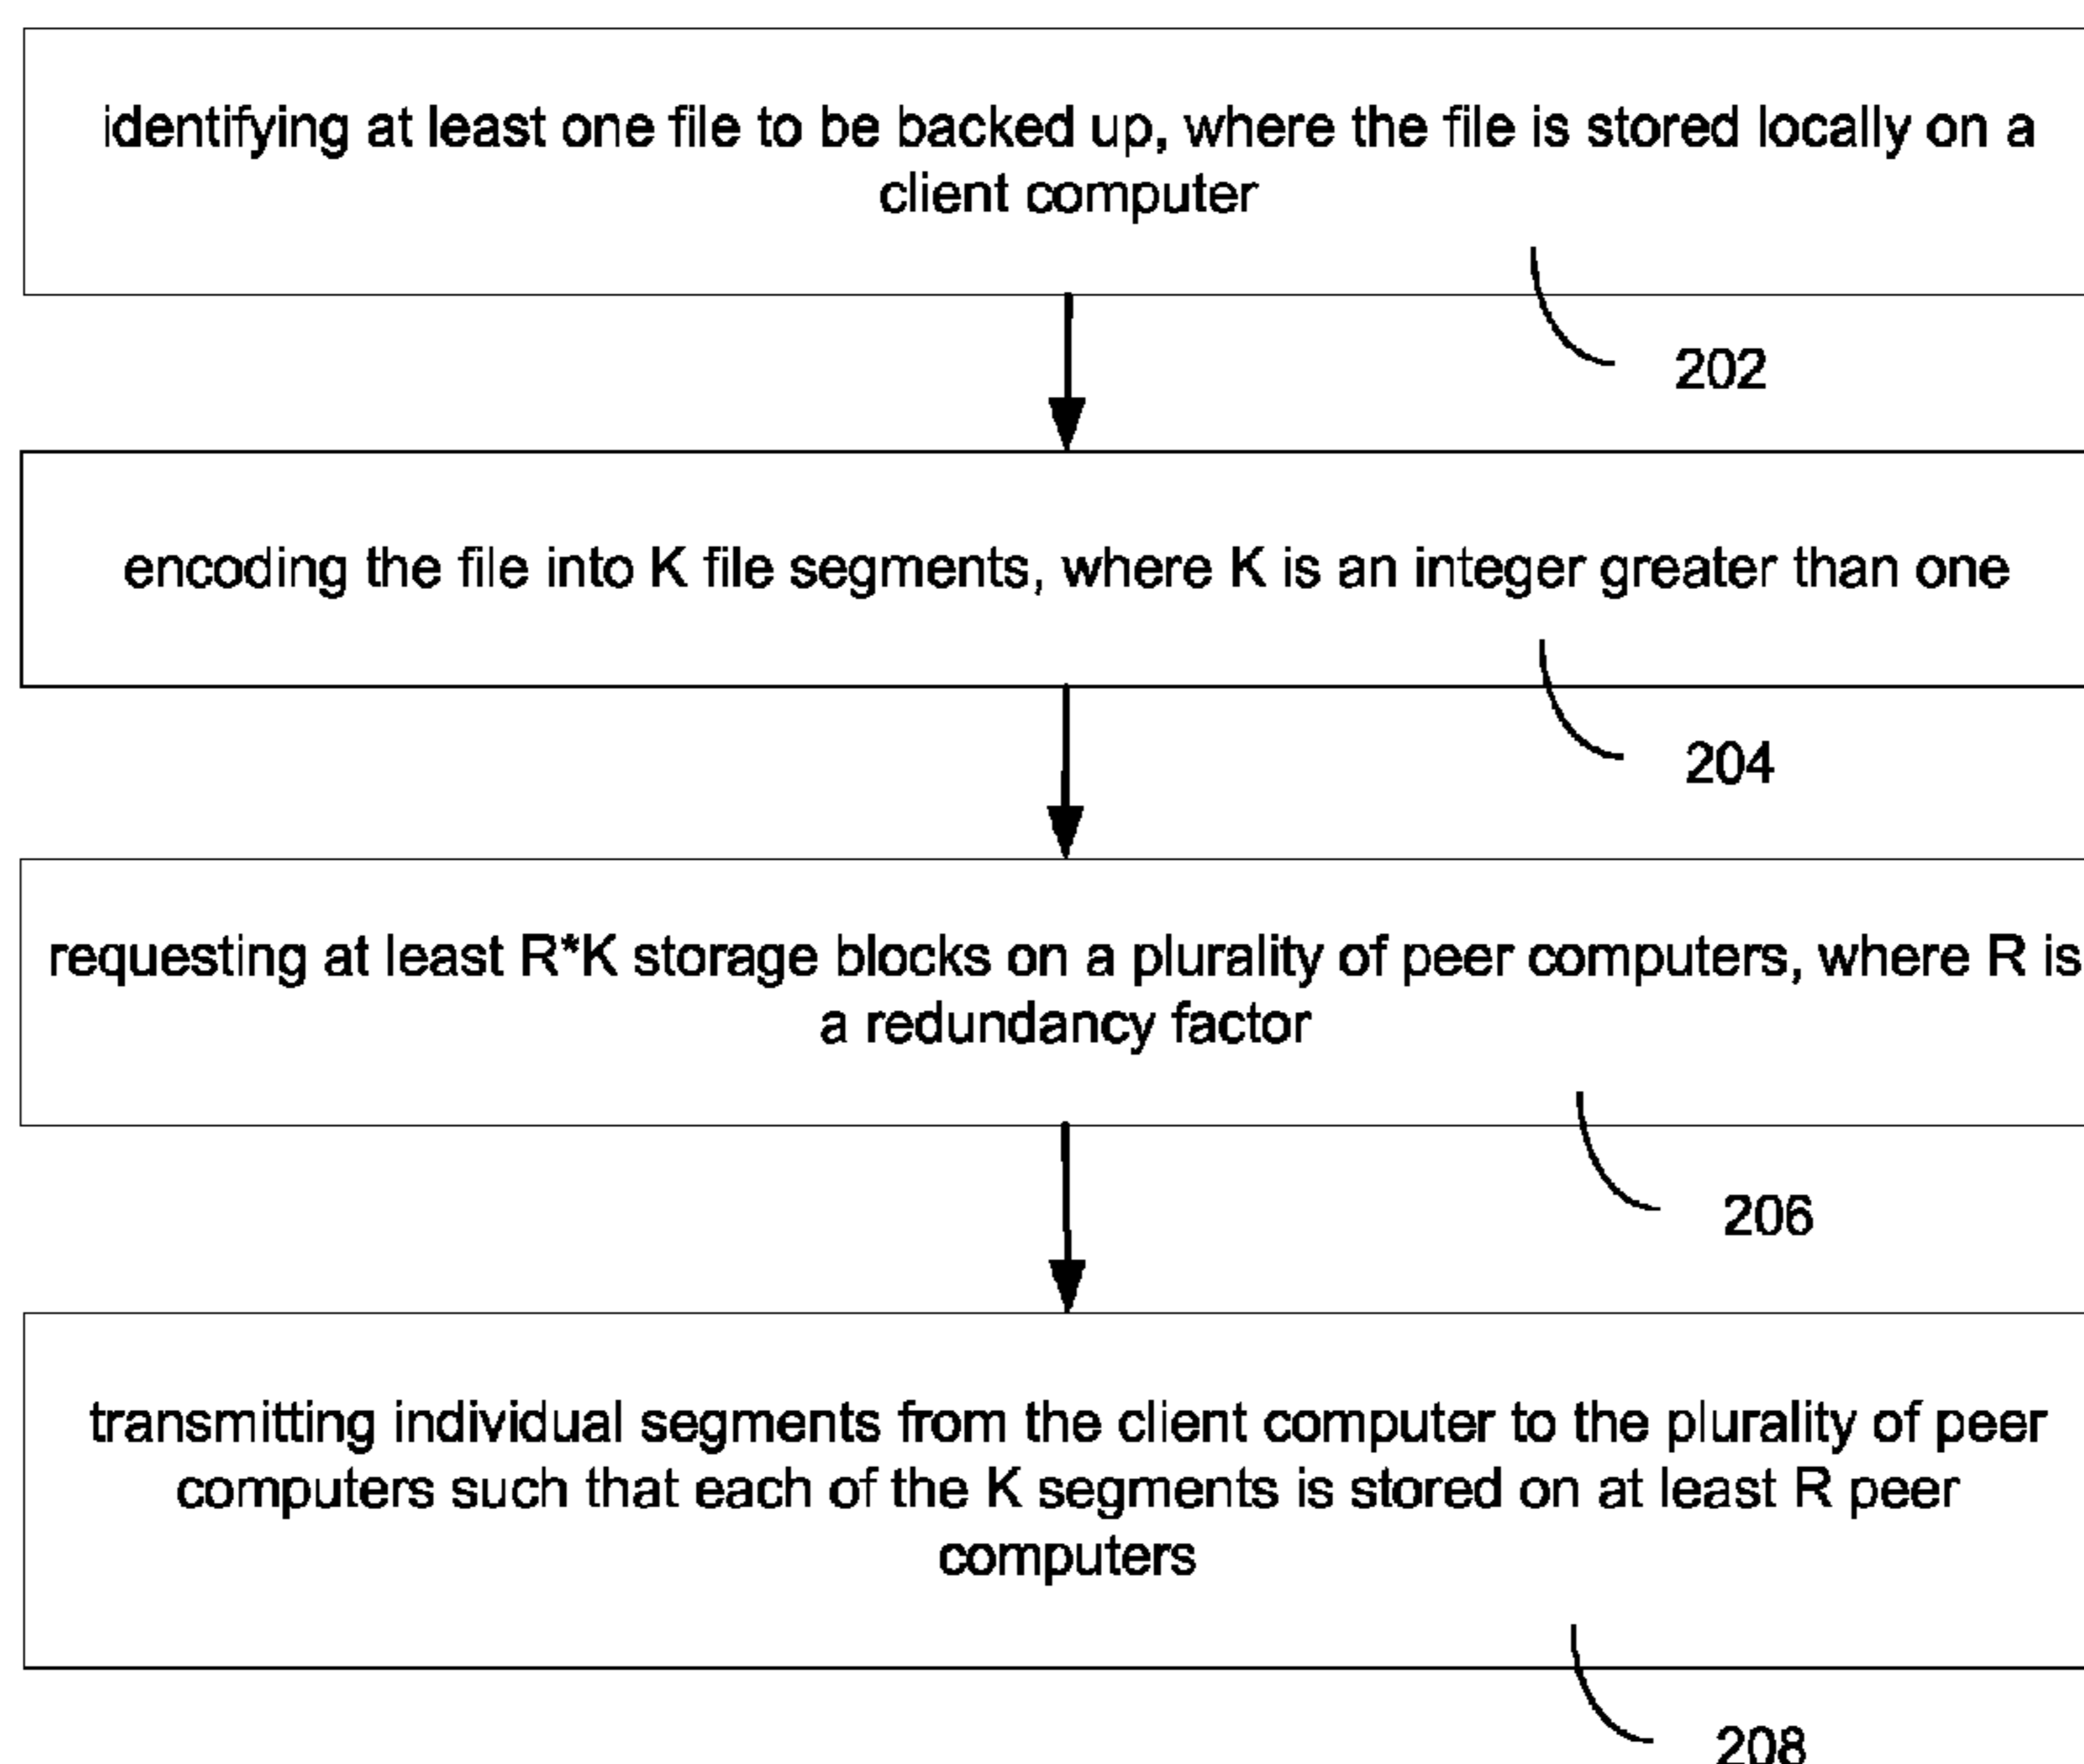 identifying at least one file to be backed up, where the file is stored locally on a
client computer
202
encoding the file into K file segments, where K is an integer greater than one
204
requesting at least R*K storage blocks on a plurality of peer computers, where R is
a redundancy factor
206
transmitting individual segments from the client computer to the plurality of peer
computers such that each of the K segments is stored on at least R peer
computers
208